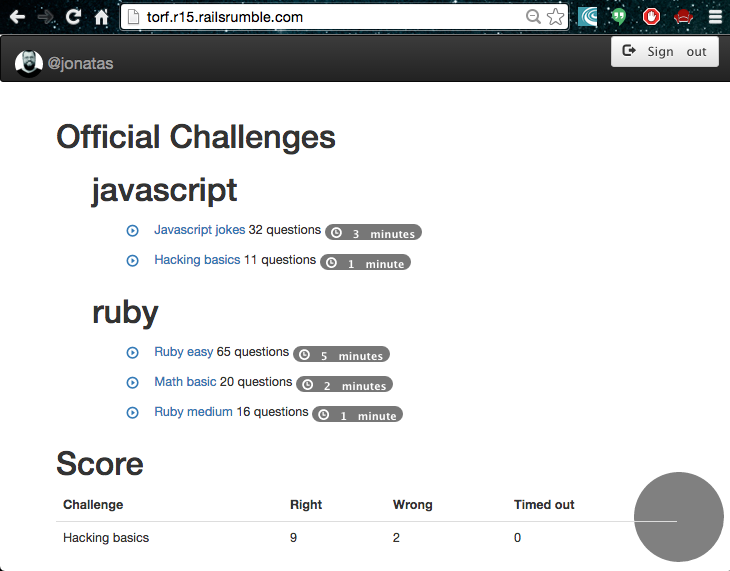 torf.r15.railsrumble.com
@jonatas
Sign out
Official Challenges
javascript
Javascript jokes 32 questions 3 minutes
Hacking basics 11 questions 1 minute
ruby
Ruby easy 65 questions 5 minutes
Math basic 20 questions 2 minutes
Ruby medium 16 questions 1 minute
Score
Challenge Right Wrong Timed out
Hacking basics 9 2 0